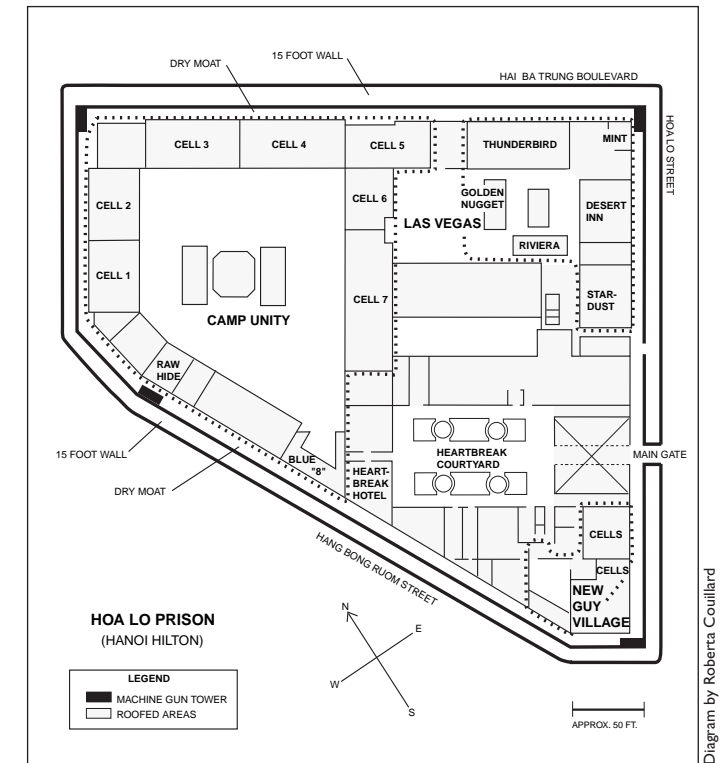 15 FOOT WALL
DRY MOAT
HAI BA TRUNG BOULEVARD
HOA LO STREET
CELL 3
CELL 4
CELL 5
THUNDERBIRD
MINT
CELL 2
CELL 6
GOLDEN
NUGGET
DESERT
INN
LAS VEGAS
RIVIERA
CELL 1
CELL 7
STAR-
DUST
CAMP UNITY
RAW
HIDE
15 FOOT WALL
DRY MOAT
BLUE
"8"
HEART-
BREAK
HOTEL
HEARTBREAK
COURTYARD
MAIN GATE
CELLS
CELLS
NEW
GUY
VILLAGE
HANG BONG RUOM STREET
HOA LO PRISON
(HANOI HILTON)
N
E
W
S
LEGEND
MACHINE GUN TOWER
ROOFED AREAS
APPROX. 50 FT.
Diagram by Roberta Couillard